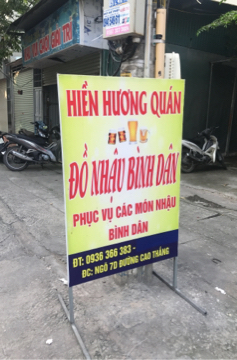 HIỀN HƯƠNG QUÁN
ĐỒ NHẬU BÌNH DÂN
PHỤC VỤ CÁC MÓN NHẬU
BÌNH DÂN
ĐT: 0936 366 383 -
ĐC: NGÕ 7D ĐƯỜNG CAO THẮNG